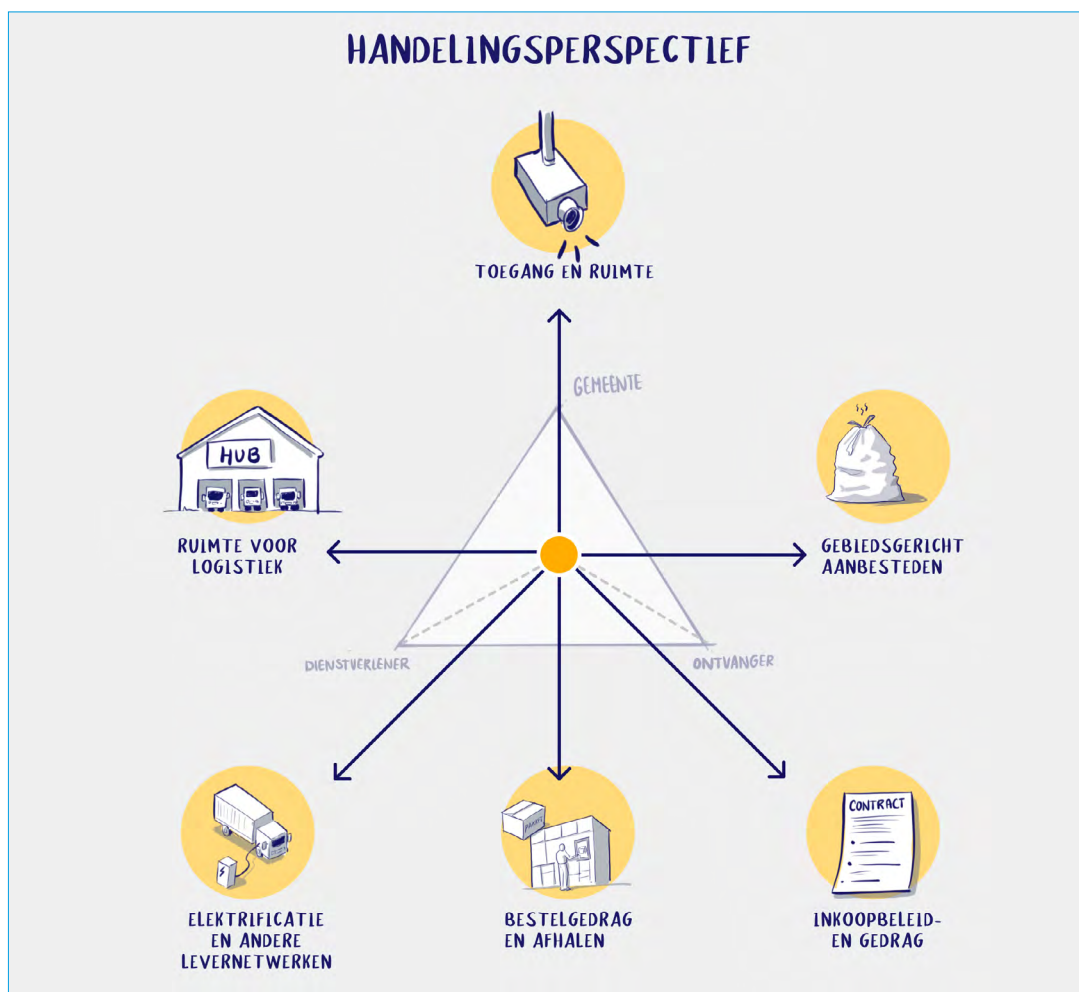 HANDELINGSPERSPECTIEF
TOEGANG EN RUIMTE
GEMEENTE
HUB
RUIMTE VOOR
LOGISTIEK
GEBIEDSGERICHT
AANBESTEDEN
DIENSTVERLENER
ONTVANGER
ELEKTRIFICATIE
EN ANDERE
LEVERNETWERKEN
BESTELGEDRAG
EN AFHALEN
CONTRACT
INKOOPBELEID-
EN GEDRAG